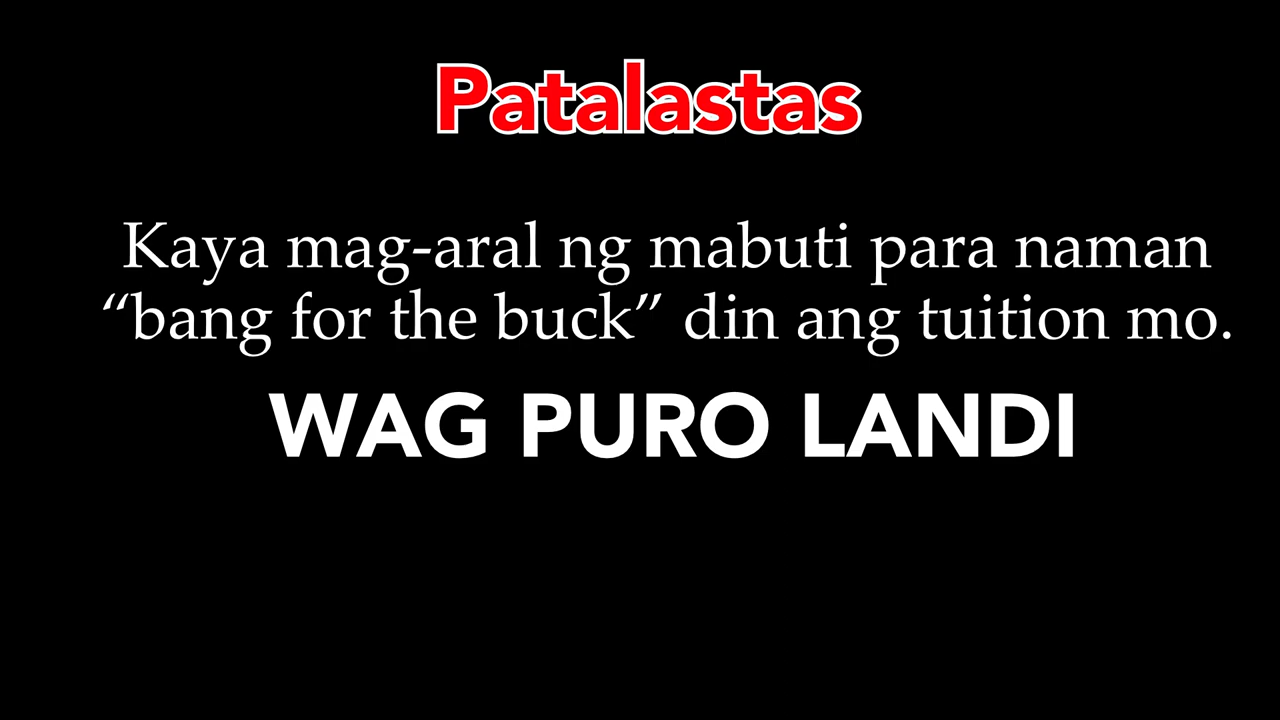 Patalastas
Kaya mag-aral ng mabuti para naman
“bang for the buck” din ang tuition mo.
WAG PURO LANDI